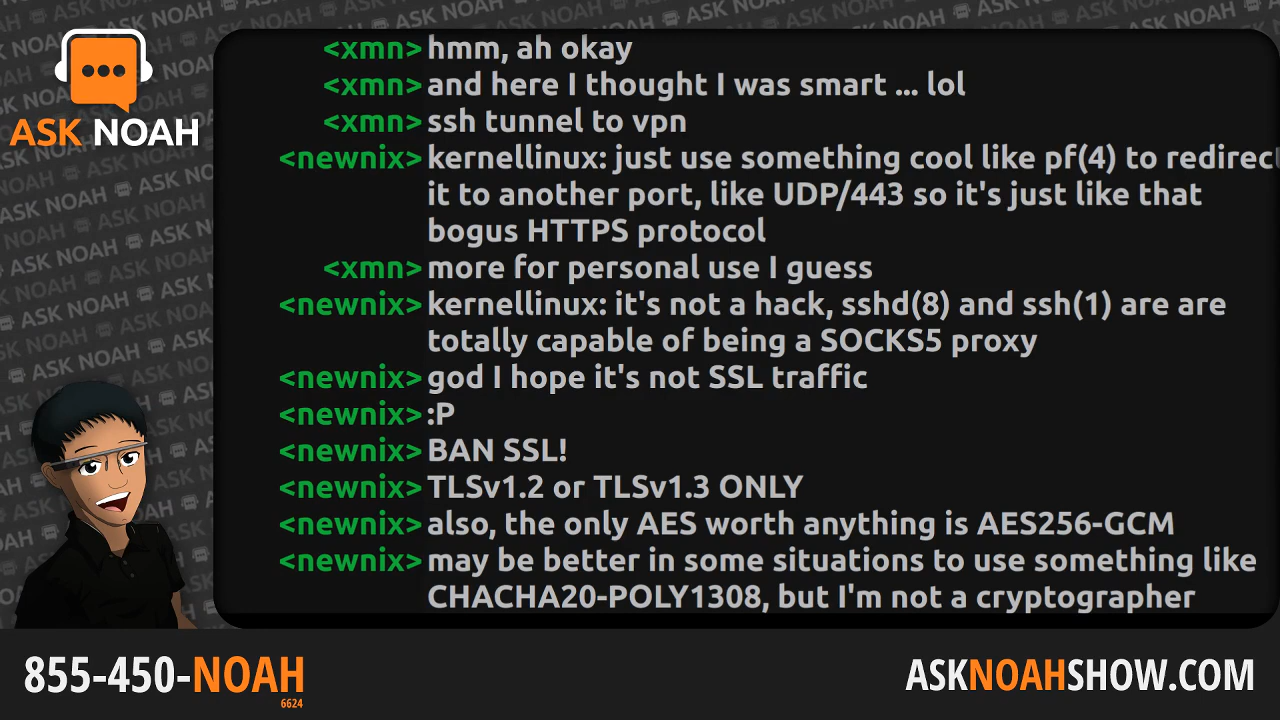 ASK NOAH
<xmn> hmm, ah okay
<xmn> and here I thought I was smart ... lol
<xmn> ssh tunnel to vpn
<newnix> kernellinux: just use something cool like pf(4) to redirect
it to another port, like UDP/443 so it's just like that
bogus HTTPS protocol
<xmn> more for personal use I guess
<newnix> kernellinux: it's not a hack, sshd(8) and ssh(1) are are
totally capable of being a SOCKS5 proxy
<newnix> god I hope it's not SSL traffic
<newnix> :P
<newnix> BAN SSL!
<newnix> TLSv1.2 or TLSv1.3 ONLY
<newnix> also, the only AES worth anything is AES256-GCM
<newnix> may be better in some situations to use something like
CHACHA20-POLY1308, but I'm not a cryptographer
855-450-NOAH
6624
ASKNOAHSHOW.COM